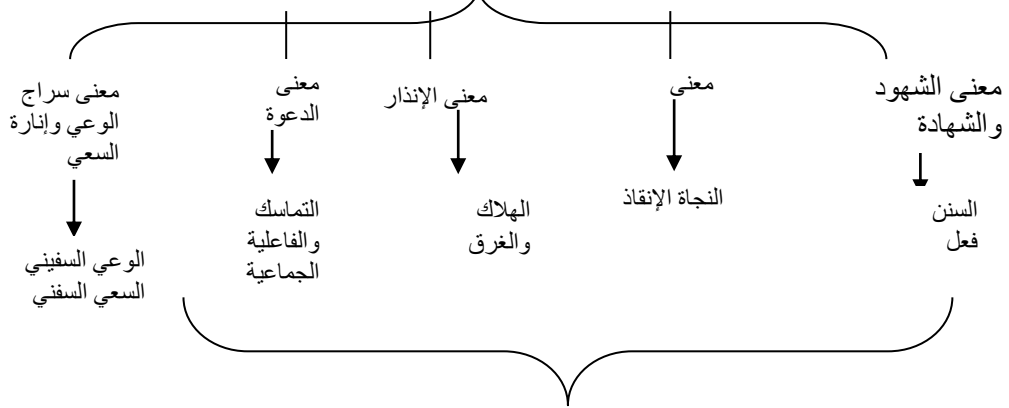 معنى الشهود
والشهادة
معنى
معنى الإنذار
معنى
الدعوة
معنى سراج
الوعي وإنارة
السعي
السنن
فعل
النجاة الإنقاذ
الهلاك
والغرق
التماسك
والفاعلية
الجماعية
الوعي السفيني
السعي السفني